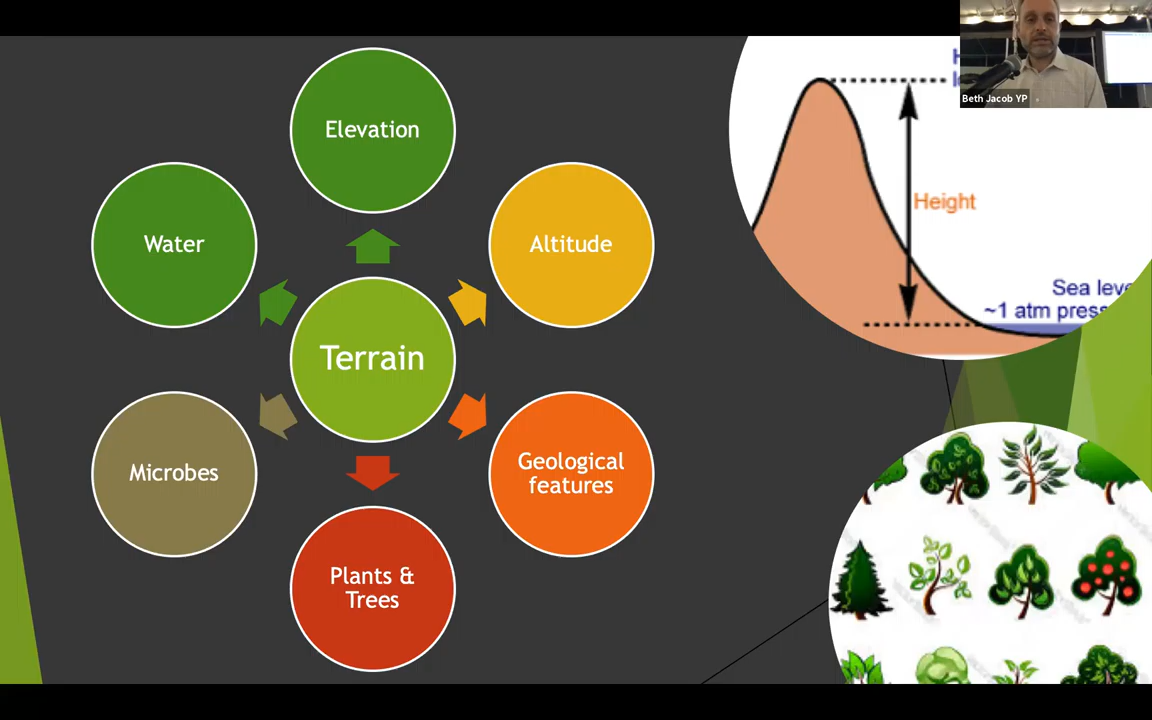 Elevation
Water
Altitude
Terrain
Microbes
Geological
features
Plants &
Trees
Height
Sea leve
~1 atm press
Beth Jacob YP